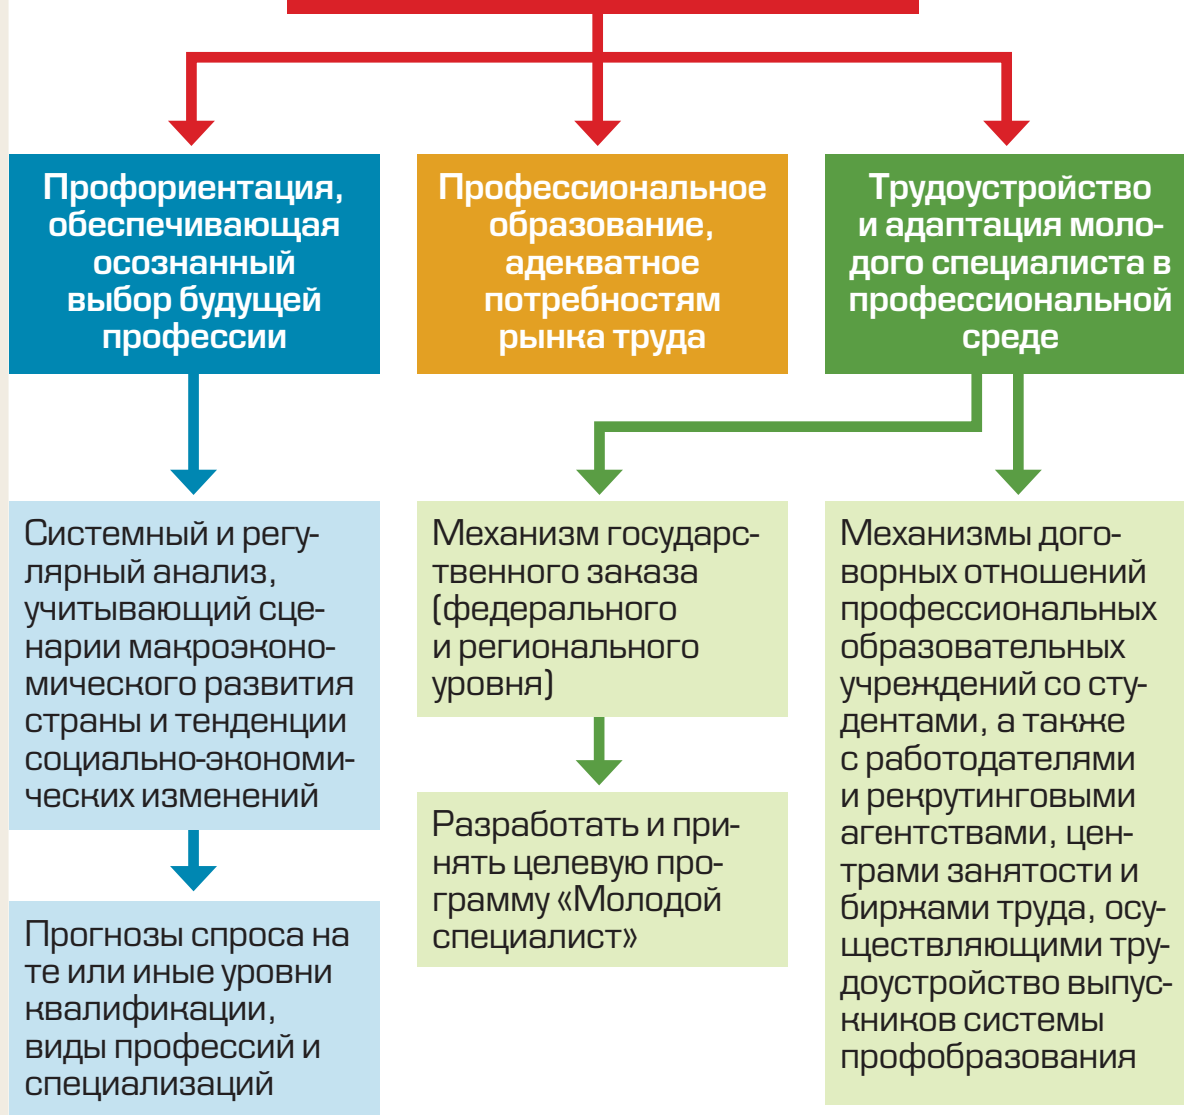 Профориентация,
обеспечивающая
осознанный
выбор будущей
профессии
Профессиональное
образование,
адекватное
потребностям
рынка труда
Трудоустройство
и адаптация моло-
дого специалиста в
профессиональной
среде
Системный и регу-
лярный анализ,
учитывающий сце-
нарии макроэконо-
мического развития
страны и тенденции
социально-экономи-
ческих изменений
Прогнозы спроса на
те или иные уровни
квалификации,
виды профессий и
специализаций
Механизм государс-
твенного заказа
(федерального
и регионального
уровня)
Разработать и при-
нять целевую про-
грамму «Молодой
специалист»
Механизмы дого-
ворных отношений
профессиональных
образовательных
учреждений со сту-
дентами, а также
с работодателями
и рекрутинговыми
агентствами, цен-
трами занятости и
биржами труда, осу-
ществляющими тру-
доустройство выпус-
кников системы
профобразования